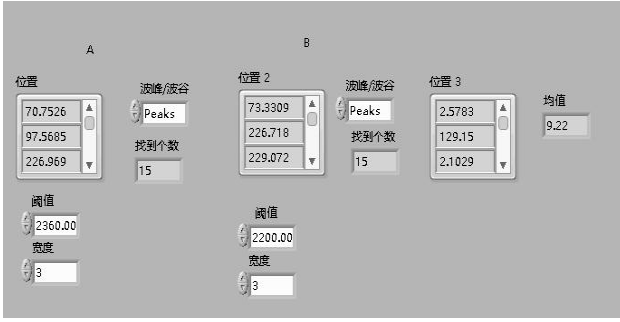 A
B
位置
70.7526
97.5685
226.969
波峰/波谷
Peaks
找到个数
15
阈值
2360.00
宽度
3
位置 2
73.3309
226.718
229.072
波峰/波谷
Peaks
找到个数
15
阈值
2200.00
宽度
3
位置 3
2.5783
129.15
2.1029
均值
9.22